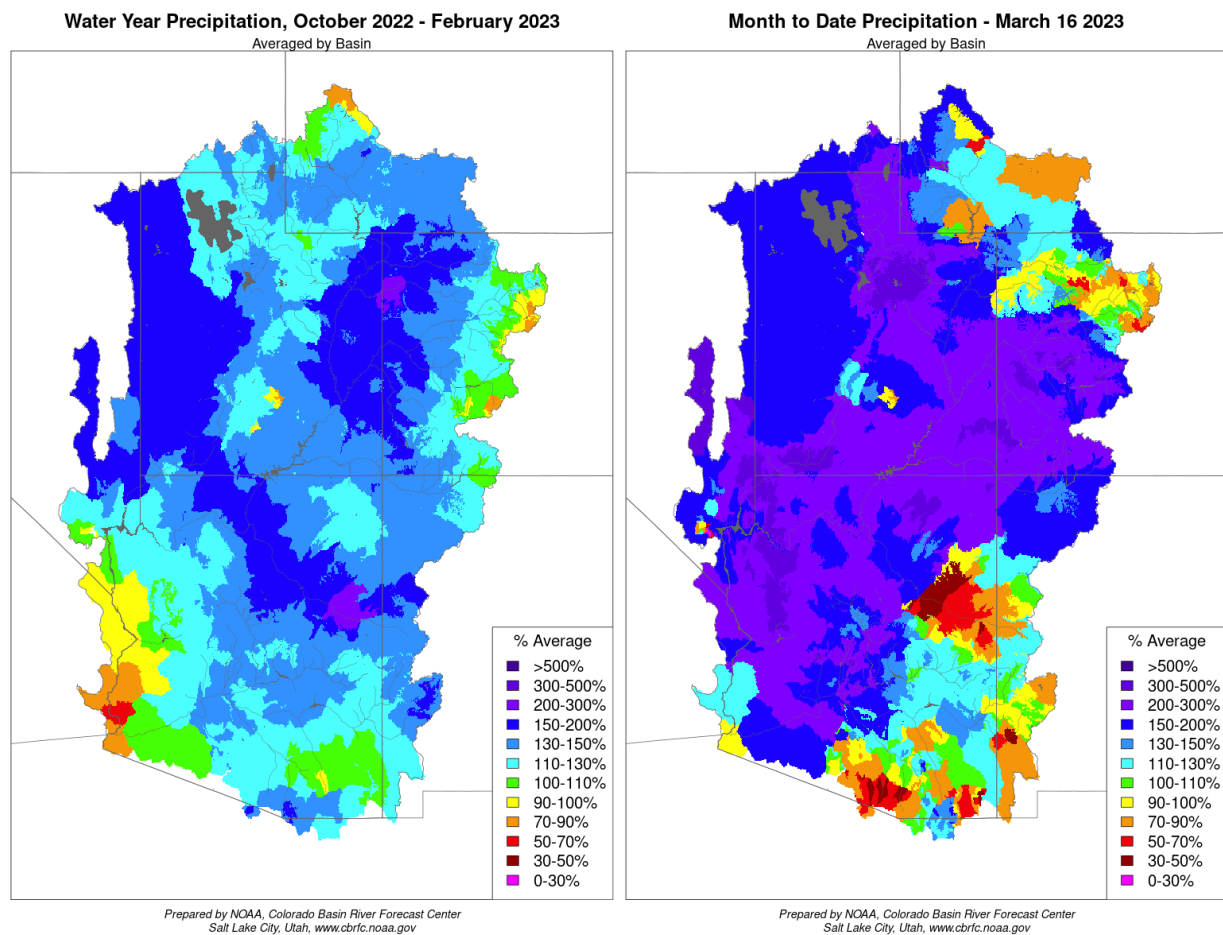 Water Year Precipitation, October 2022 - February 2023
Averaged by Basin
% Average
>500%
300-500%
200-300%
150-200%
130-150%
110-130%
100-110%
90-100%
70-90%
50-70%
30-50%
0-30%
Prepared by NOAA, Colorado Basin River Forecast Center
Salt Lake City, Utah, www.cbrfc.noaa.gov
Month to Date Precipitation - March 16 2023
Averaged by Basin
% Average
>500%
300-500%
200-300%
150-200%
130-150%
110-130%
100-110%
90-100%
70-90%
50-70%
30-50%
0-30%
Prepared by NOAA, Colorado Basin River Forecast Center
Salt Lake City, Utah, www.cbrfc.noaa.gov